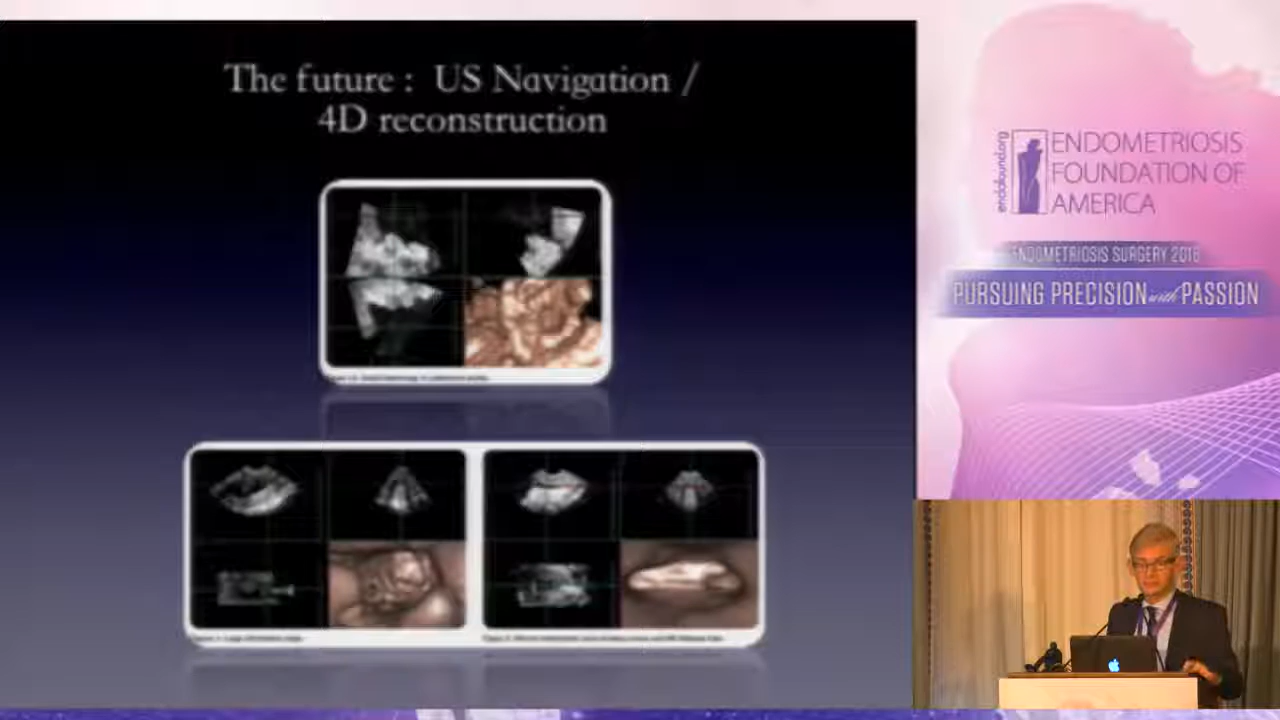 The future : US Navigation /
4D reconstruction
endofound.org
ENDOMETRIOSIS
FOUNDATION OF
AMERICA
ENDOMETRIOSIS SURGERY 2016
PURSUING PRECISION with PASSION